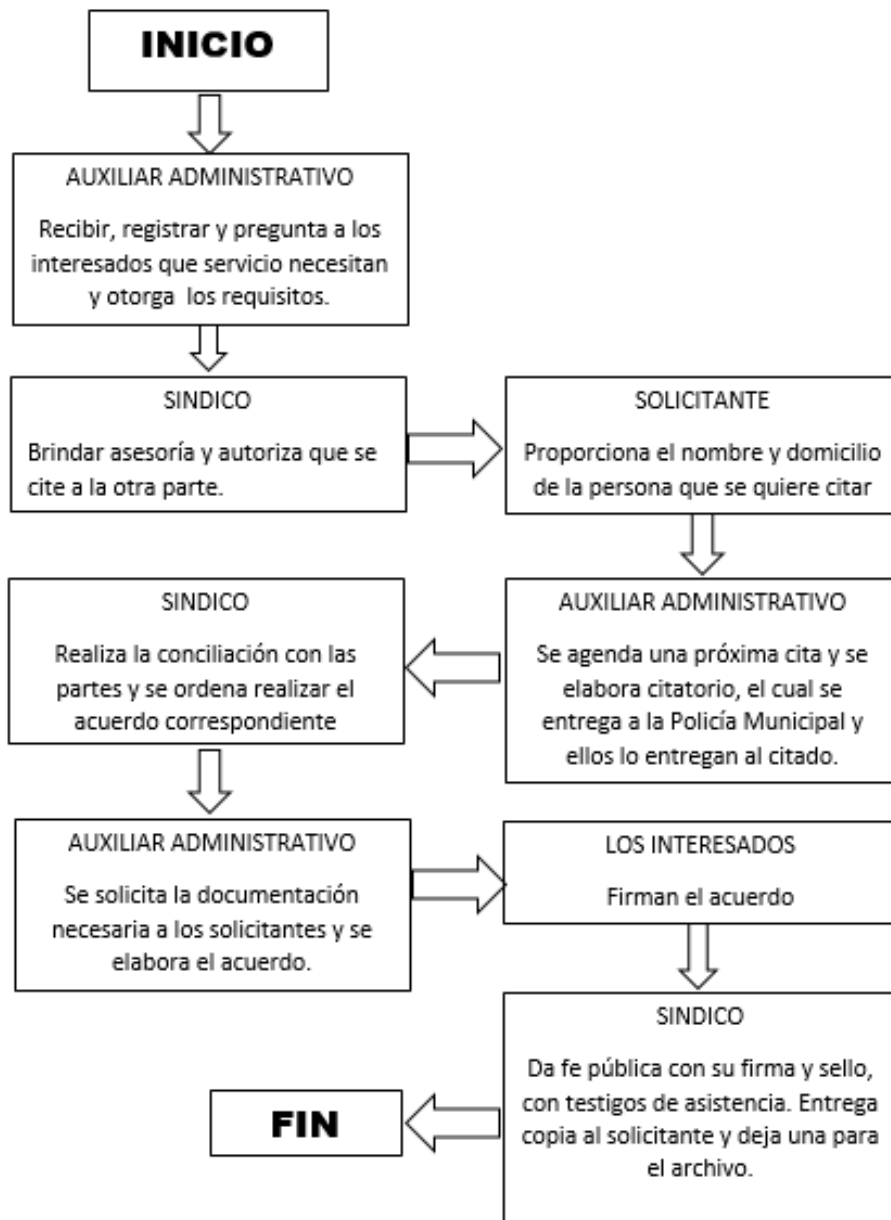 INICIO
AUXILIAR ADMINISTRATIVO
Recibir, registrar y pregunta a los
interesados que servicio necesitan
y otorga los requisitos.
SINDICO
Brindar asesoría y autoriza que se
cite a la otra parte.
SOLICITANTE
Proporciona el nombre y domicilio
de la persona que se quiere citar
AUXILIAR ADMINISTRATIVO
Se agenda una próxima cita y se
elabora citatorio, el cual se
entrega a la Policía Municipal y
ellos lo entregan al citado.
SINDICO
Realiza la conciliación con las
partes y se ordena realizar el
acuerdo correspondiente
AUXILIAR ADMINISTRATIVO
Se solicita la documentación
necesaria a los solicitantes y se
elabora el acuerdo.
LOS INTERESADOS
Firman el acuerdo
SINDICO
Da fe pública con su firma y sello,
con testigos de asistencia. Entrega
copia al solicitante y deja una para
el archivo.
FIN